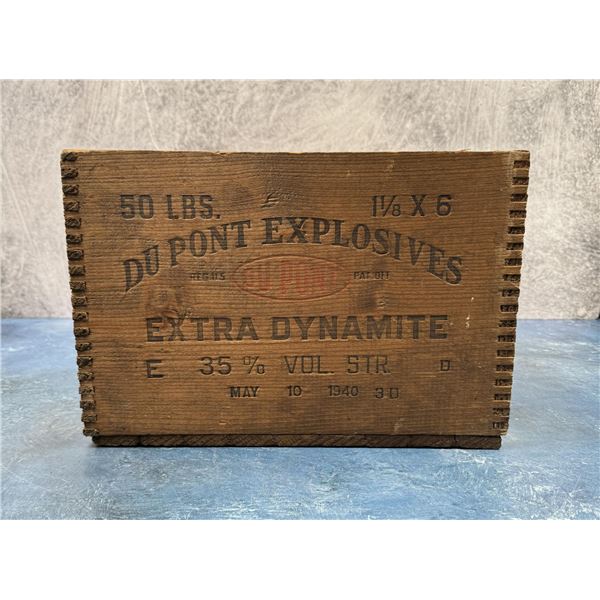 50 LBS. 1⅛ X 6
DU PONT EXPLOSIVES
REG.U.S. DU PONT PAT.OFF.
EXTRA DYNAMITE
E 35 % VOL. STR. D
MAY 10 1940 3D